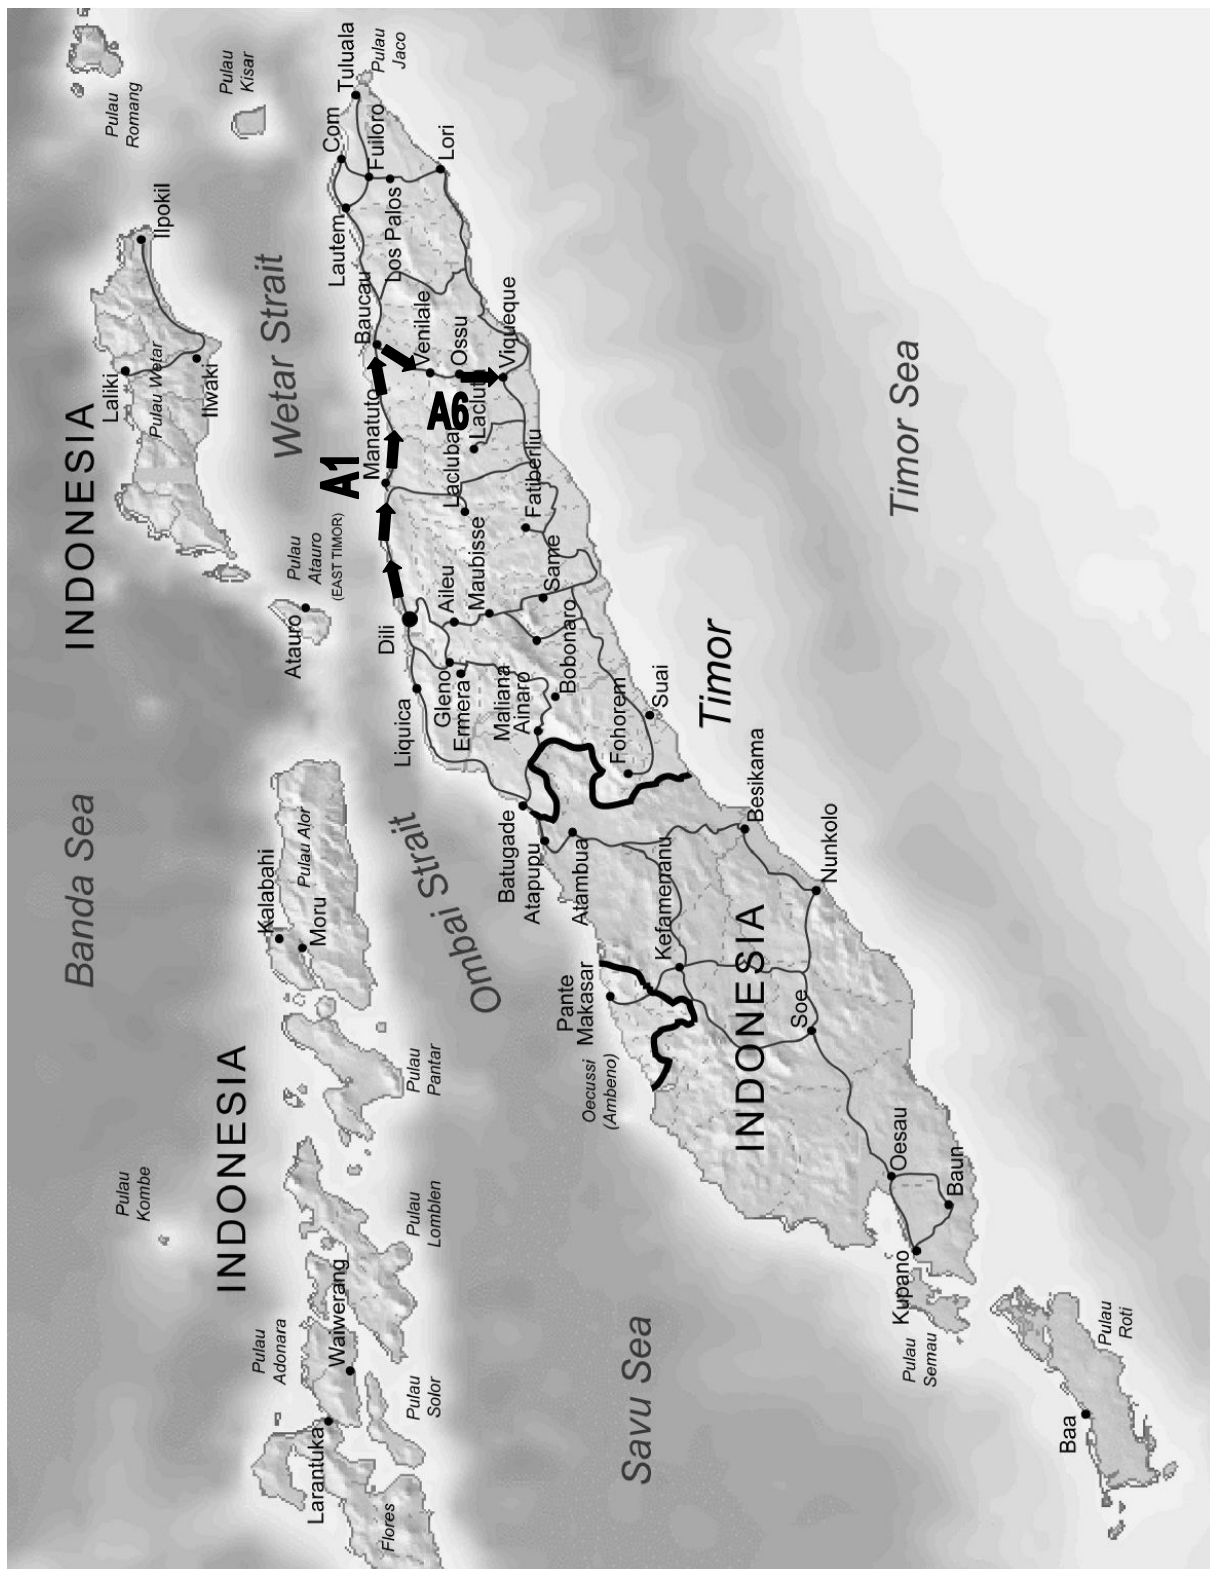 Pulau
Romang
Pulau
Kisar
Tuluala
Pulau
Jaco
Com
Fuiloro
Lori
Ilpokil
Lautem
Los Palos
INDONESIA
Laliki
Pulau Wetar
Ilwaki
Wetar Strait
Baucau
Venilale
Ossu
Viqueque
A1
Manatuto
A6
Laclut
Lacluba
Fatiberliu
Timor Sea
Pulau
Atauro
(EAST TIMOR)
Atauro
Dili
Aileu
Maubisse
Same
Liquica
Gleno
Ermera
Maliana
Ainaro
Bobonaro
Fohorem
Suai
Timor
Banda Sea
Kalabahi
Pulau Alor
Moru
Ombai Strait
Batugade
Atapupu
Atambua
Besikama
Kefamenanu
Nunkolo
INDONESIA
Pante
Makasar
Oecussi
(Ambeno)
Soe
INDONESIA
Pulau
Pantar
Pulau
Kombe
Pulau
Lomblen
Oesau
Baun
Kupano
Pulau
Semau
Pulau
Adonara
Waiwerang
Pulau
Solor
Larantuka
Flores
Savu Sea
Pulau
Roti
Baa